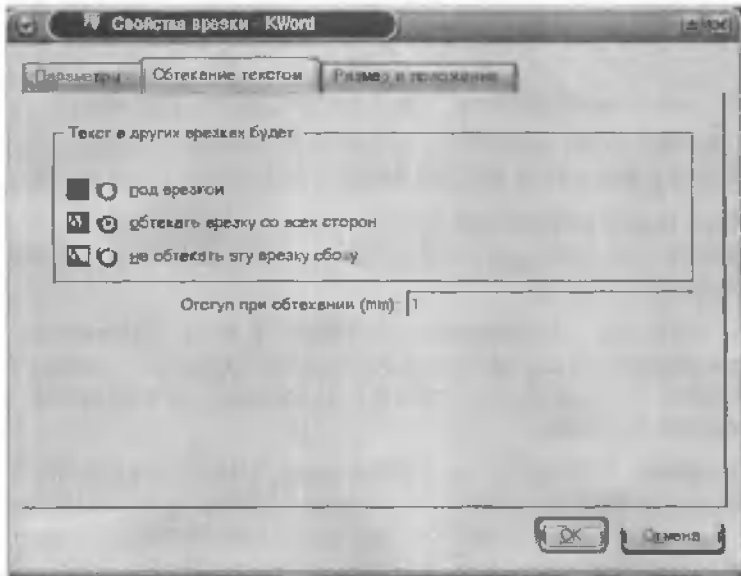 Свойства врезки - KWord
Параметры Обтекание текстом Размер и положение
Текст в других врезках будет
под врезкой
обтекать врезку со всех сторон
не обтекать эту врезку сбоку
Отступ при обтекании (mm): 1
OK Отмена